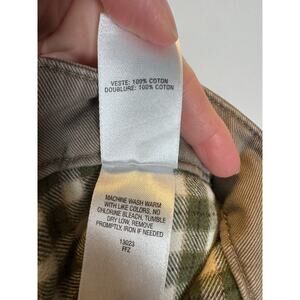 VESTE: 100% COTON
DOUBLURE: 100% COTON
MACHINE WASH WARM
WITH LIKE COLORS, NO
CHLORINE BLEACH, TUMBLE
DRY LOW, REMOVE
PROMPTLY, IRON IF NEEDED
13023
FFZ